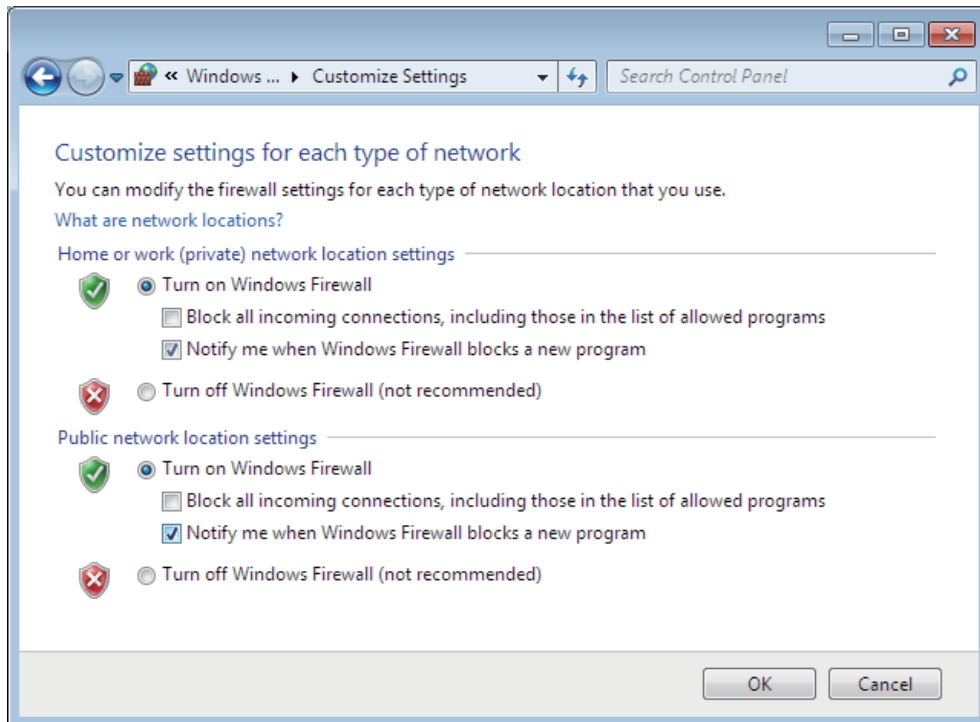 « Windows ... ▸ Customize Settings
Search Control Panel
Customize settings for each type of network
You can modify the firewall settings for each type of network location that you use.
What are network locations?
Home or work (private) network location settings
Turn on Windows Firewall
Block all incoming connections, including those in the list of allowed programs
Notify me when Windows Firewall blocks a new program
Turn off Windows Firewall (not recommended)
Public network location settings
Turn on Windows Firewall
Block all incoming connections, including those in the list of allowed programs
Notify me when Windows Firewall blocks a new program
Turn off Windows Firewall (not recommended)
OK
Cancel